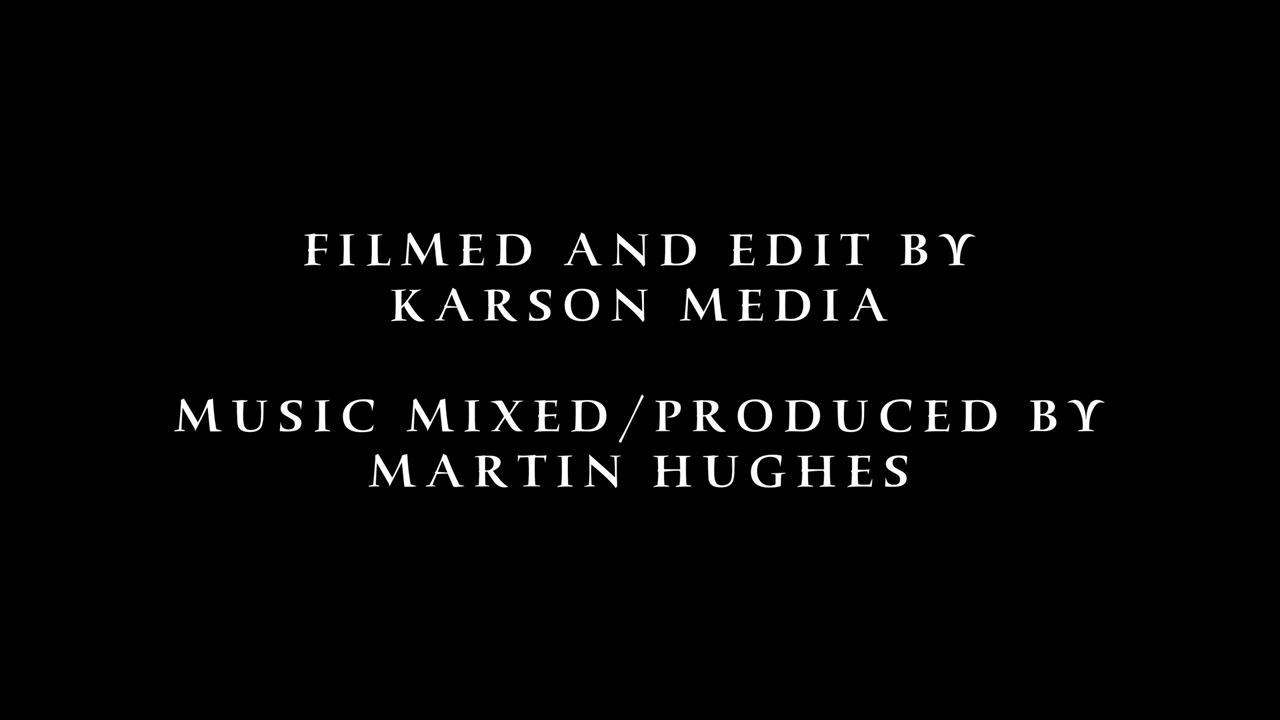 FILMED AND EDIT BY
KARSON MEDIA
MUSIC MIXED/PRODUCED BY
MARTIN HUGHES